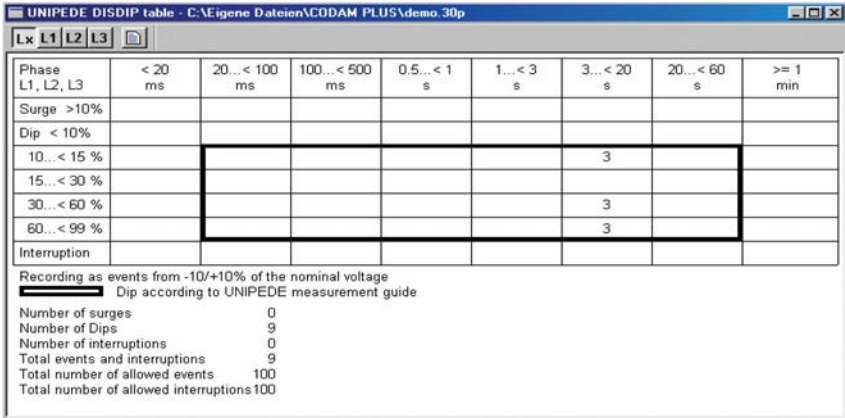 UNIPEDE DISDIP table - C:\Eigene Dateien\CODAM PLUS\demo.30p
Lx L1 L2 L3
Phase L1, L2, L3 < 20 ms 20...< 100 ms 100...< 500 ms 0.5...< 1 s 1...< 3 s 3...< 20 s 20...< 60 s >= 1 min
Surge >10%
Dip < 10%
10...< 15 % 3
15...< 30 %
30...< 60 % 3
60...< 99 % 3
Interruption
Recording as events from -10/+10% of the nominal voltage
Dip according to UNIPEDE measurement guide
Number of surges 0
Number of Dips 9
Number of interruptions 0
Total events and interruptions 9
Total number of allowed events 100
Total number of allowed interruptions 100